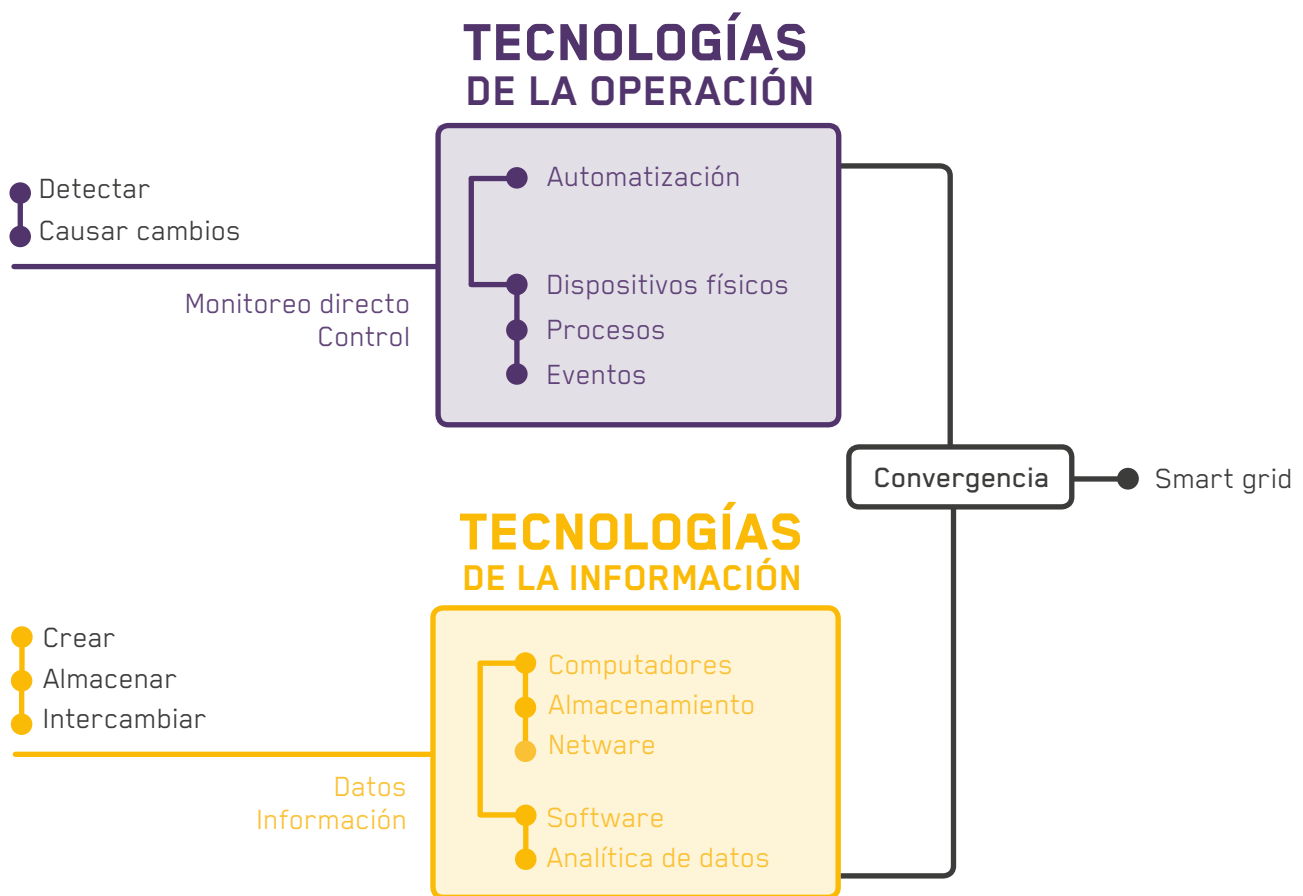 TECNOLOGÍAS
DE LA OPERACIÓN
Detectar
Causar cambios
Monitoreo directo
Control
Automatización
Dispositivos físicos
Procesos
Eventos
Convergencia
Smart grid
TECNOLOGÍAS
DE LA INFORMACIÓN
Crear
Almacenar
Intercambiar
Datos
Información
Computadores
Almacenamiento
Netware
Software
Analítica de datos